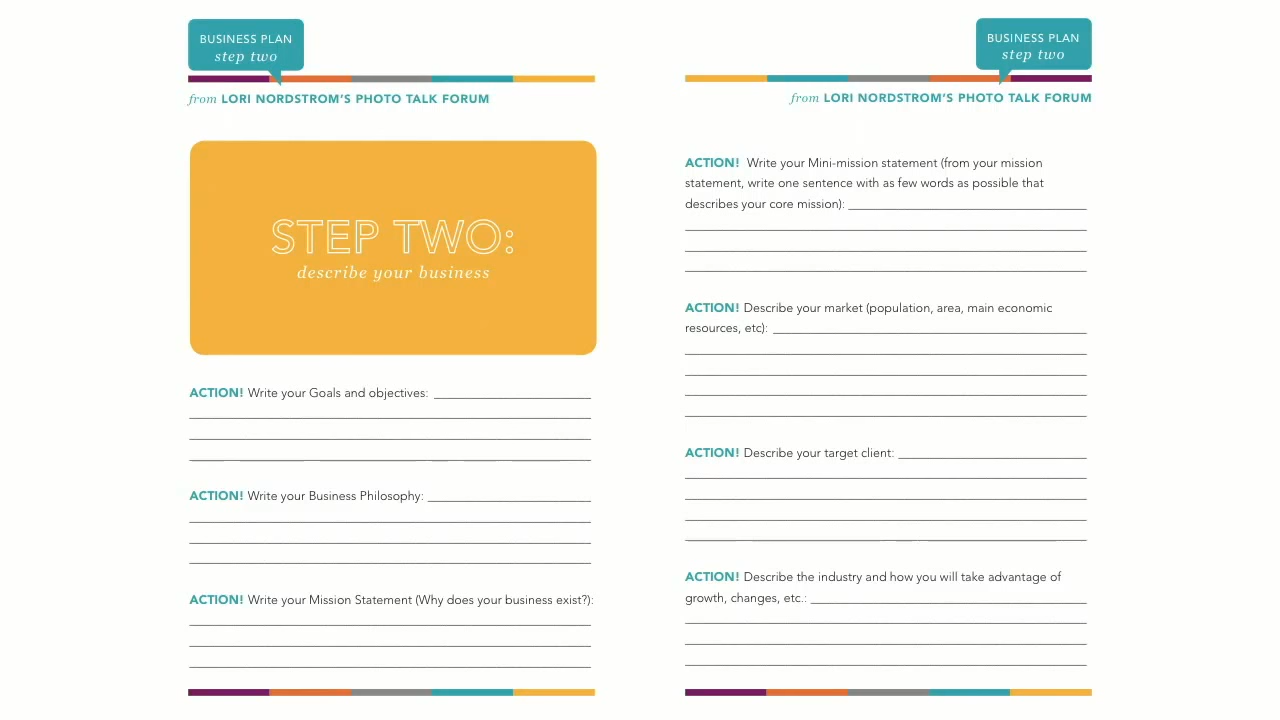 BUSINESS PLAN
step two
from LORI NORDSTROM'S PHOTO TALK FORUM
STEP TWO:
describe your business
ACTION! Write your Goals and objectives:
ACTION! Write your Business Philosophy:
ACTION! Write your Mission Statement (Why does your business exist?):
BUSINESS PLAN
step two
from LORI NORDSTROM'S PHOTO TALK FORUM
ACTION! Write your Mini-mission statement (from your mission
statement, write one sentence with as few words as possible that
describes your core mission):
ACTION! Describe your market (population, area, main economic
resources, etc):
ACTION! Describe your target client:
ACTION! Describe the industry and how you will take advantage of
growth, changes, etc.: